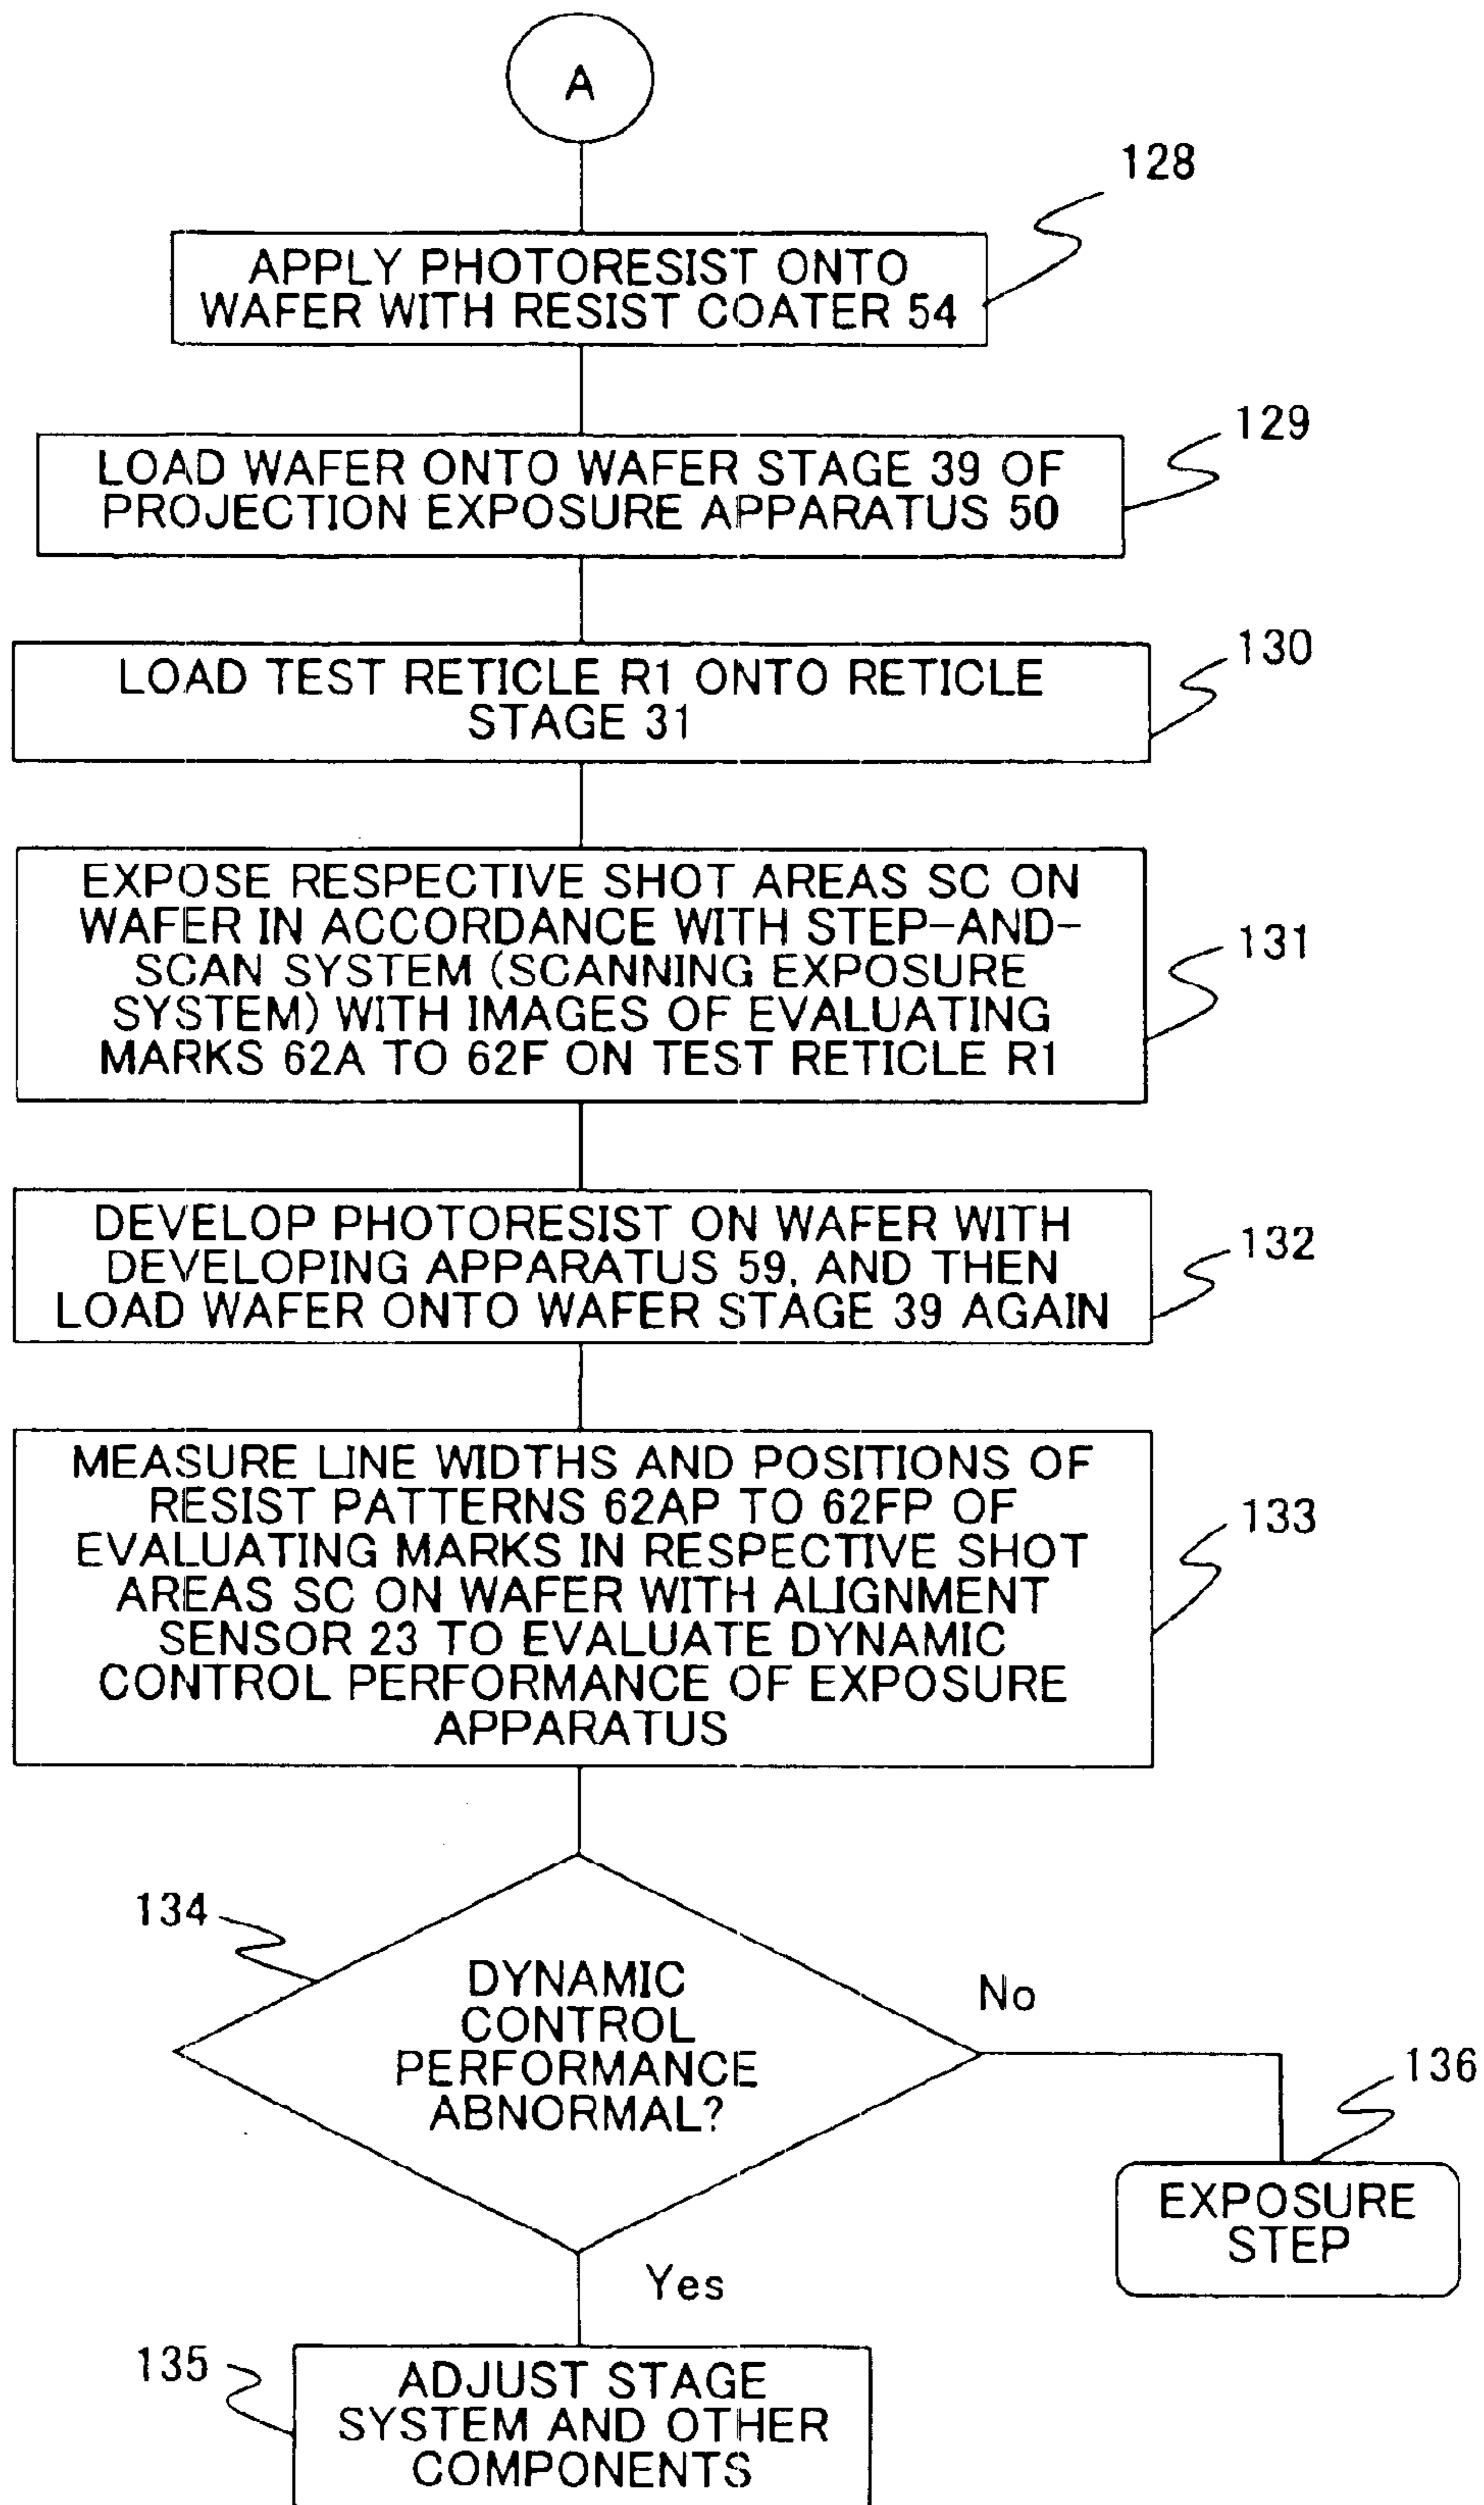 A
128
APPLY PHOTORESIST ONTO
WAFER WITH RESIST COATER 54
129
LOAD WAFER ONTO WAFER STAGE 39 OF
PROJECTION EXPOSURE APPARATUS 50
130
LOAD TEST RETICLE R1 ONTO RETICLE
STAGE 31
131
EXPOSE RESPECTIVE SHOT AREAS SC ON
WAFER IN ACCORDANCE WITH STEP-AND-
SCAN SYSTEM (SCANNING EXPOSURE
SYSTEM) WITH IMAGES OF EVALUATING
MARKS 62A TO 62F ON TEST RETICLE R1
132
DEVELOP PHOTORESIST ON WAFER WITH
DEVELOPING APPARATUS 59, AND THEN
LOAD WAFER ONTO WAFER STAGE 39 AGAIN
133
MEASURE LINE WIDTHS AND POSITIONS OF
RESIST PATTERNS 62AP TO 62FP OF
EVALUATING MARKS IN RESPECTIVE SHOT
AREAS SC ON WAFER WITH ALIGNMENT
SENSOR 23 TO EVALUATE DYNAMIC
CONTROL PERFORMANCE OF EXPOSURE
APPARATUS
134
DYNAMIC
CONTROL
PERFORMANCE
ABNORMAL?
No
136
EXPOSURE
STEP
Yes
135
ADJUST STAGE
SYSTEM AND OTHER
COMPONENTS